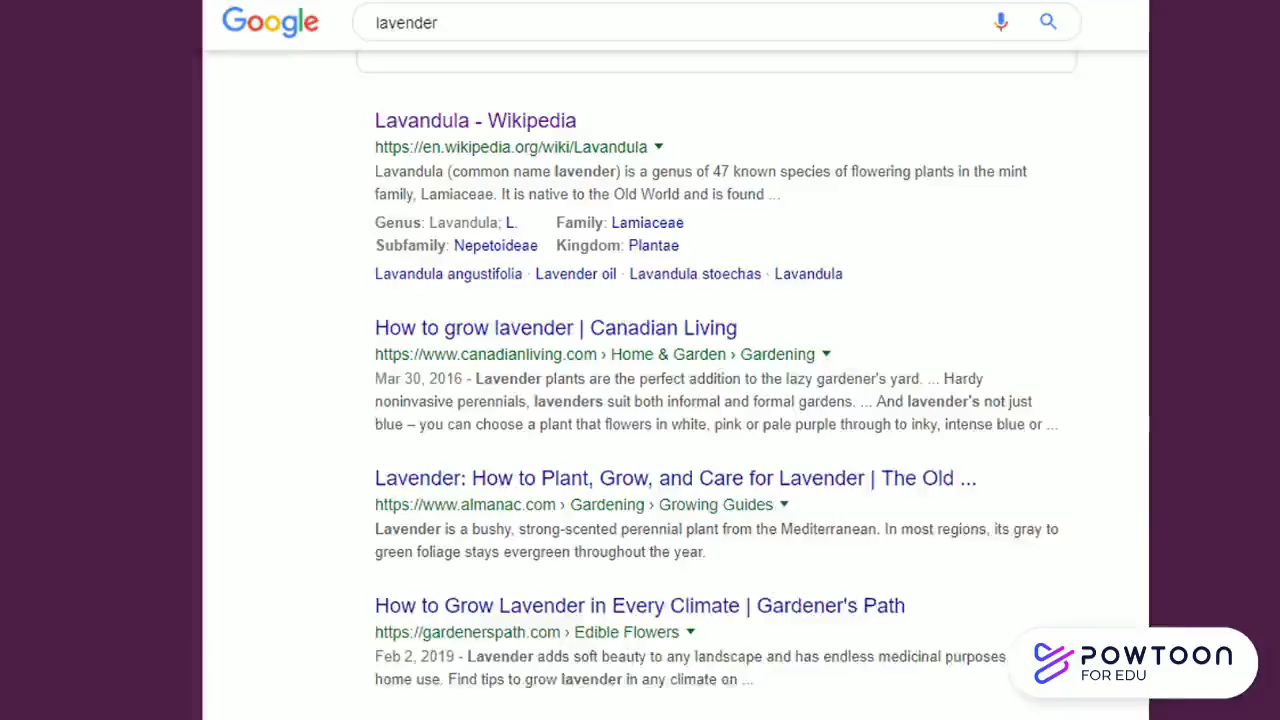 Google
lavender
Lavandula - Wikipedia
https://en.wikipedia.org/wiki/Lavandula
Lavandula (common name lavender) is a genus of 47 known species of flowering plants in the mint
family, Lamiaceae. It is native to the Old World and is found ...
Genus: Lavandula; L. Family: Lamiaceae
Subfamily: Nepetoideae Kingdom: Plantae
Lavandula angustifolia · Lavender oil · Lavandula stoechas · Lavandula
How to grow lavender | Canadian Living
https://www.canadianliving.com › Home & Garden › Gardening
Mar 30, 2016 - Lavender plants are the perfect addition to the lazy gardener's yard. ... Hardy
noninvasive perennials, lavenders suit both informal and formal gardens. ... And lavender's not just
blue – you can choose a plant that flowers in white, pink or pale purple through to inky, intense blue or ...
Lavender: How to Plant, Grow, and Care for Lavender | The Old ...
https://www.almanac.com › Gardening › Growing Guides
Lavender is a bushy, strong-scented perennial plant from the Mediterranean. In most regions, its gray to
green foliage stays evergreen throughout the year.
How to Grow Lavender in Every Climate | Gardener's Path
https://gardenerspath.com › Edible Flowers
Feb 2, 2019 - Lavender adds soft beauty to any landscape and has endless medicinal purposes
home use. Find tips to grow lavender in any climate on ...
POWTOON
FOR EDU